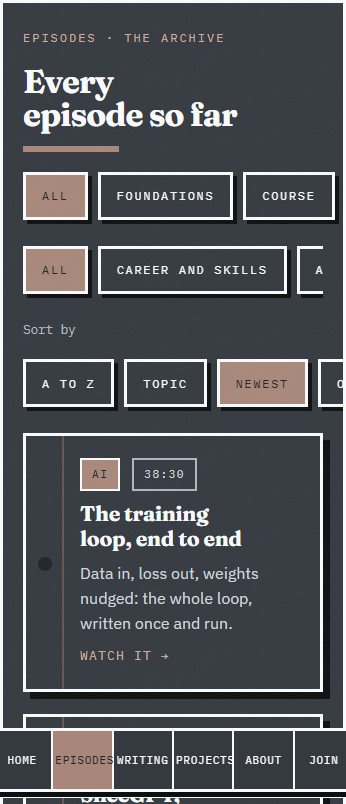 EPISODES · THE ARCHIVE
Every
episode so far
ALL FOUNDATIONS COURSE
ALL CAREER AND SKILLS A
Sort by
A TO Z TOPIC NEWEST
AI 38:30
The training
loop, end to end
Data in, loss out, weights
nudged: the whole loop,
written once and run.
WATCH IT →
HOME EPISODES WRITING PROJECTS ABOUT JOIN